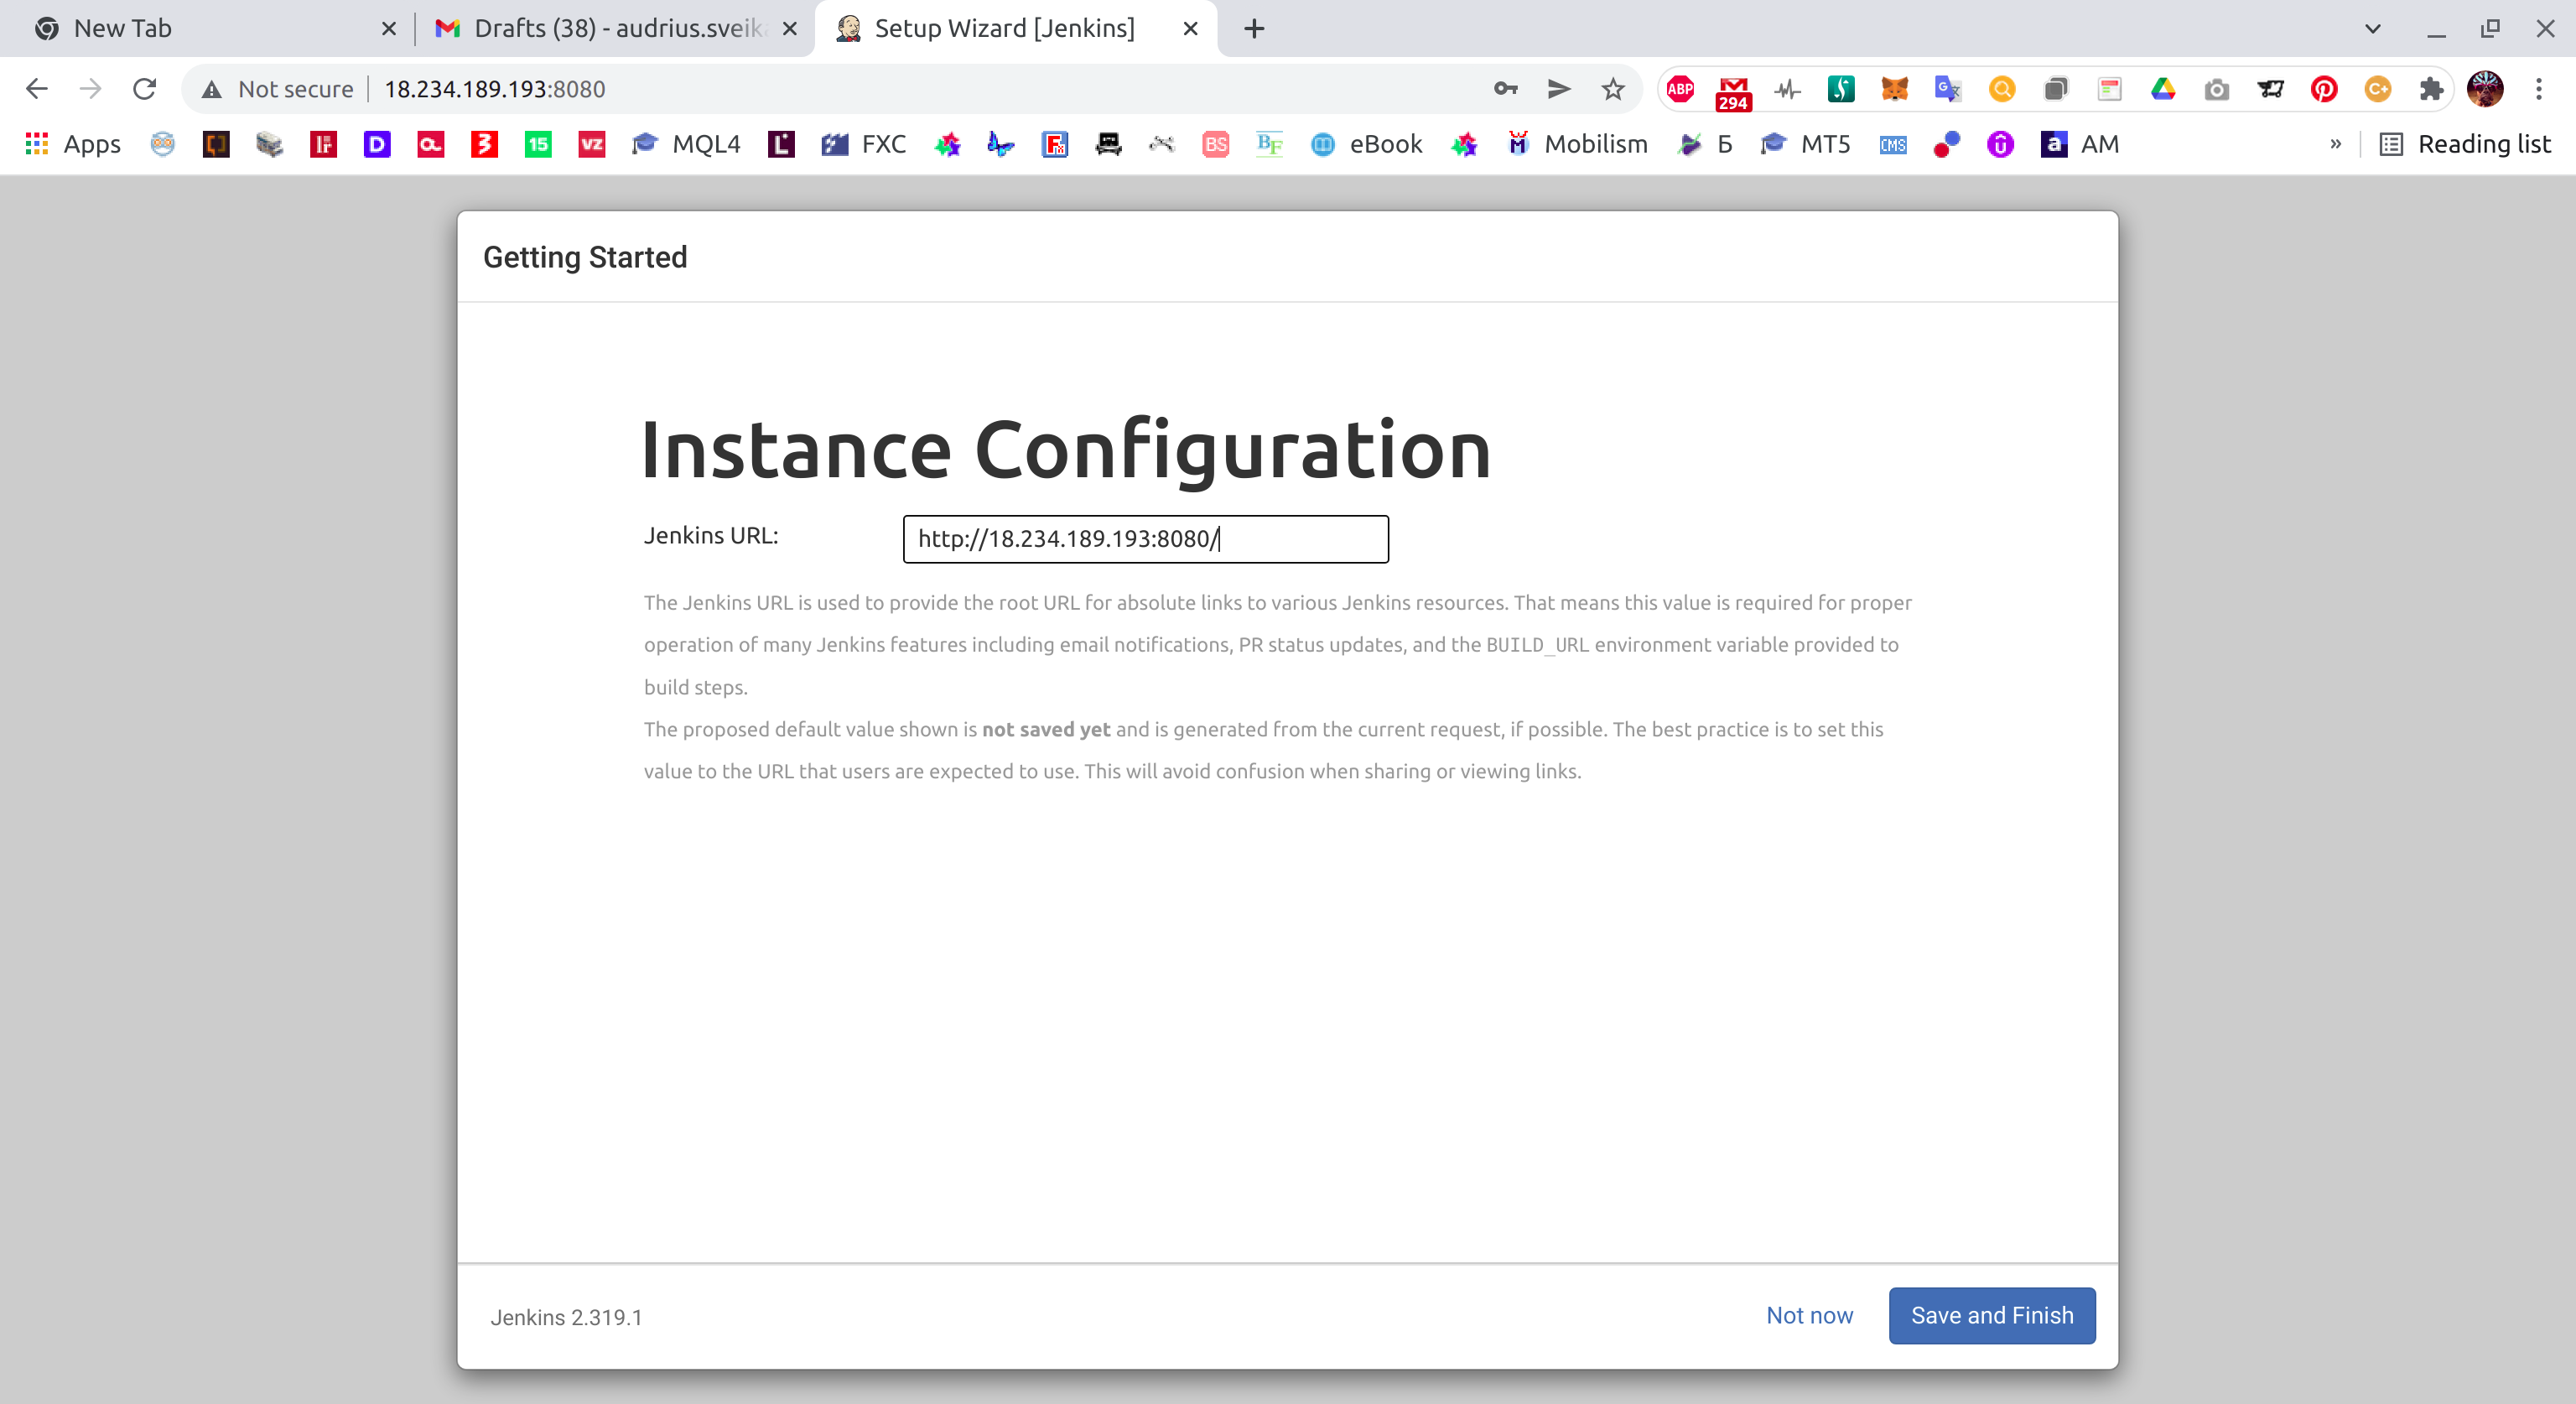 New Tab
Drafts (38) - audrius.sveik
Setup Wizard [Jenkins]
Not secure
18.234.189.193:8080
ABP
294
Apps
D
15
VZ
MQL4
L
FXC
BS
BF
eBook
Mobilism
Б
MT5
CMS
a
AM
»
Reading list
Getting Started
Instance Configuration
Jenkins URL:
http://18.234.189.193:8080/
The Jenkins URL is used to provide the root URL for absolute links to various Jenkins resources. That means this value is required for proper
operation of many Jenkins features including email notifications, PR status updates, and the BUILD_URL environment variable provided to
build steps.
The proposed default value shown is not saved yet and is generated from the current request, if possible. The best practice is to set this
value to the URL that users are expected to use. This will avoid confusion when sharing or viewing links.
Jenkins 2.319.1
Not now
Save and Finish